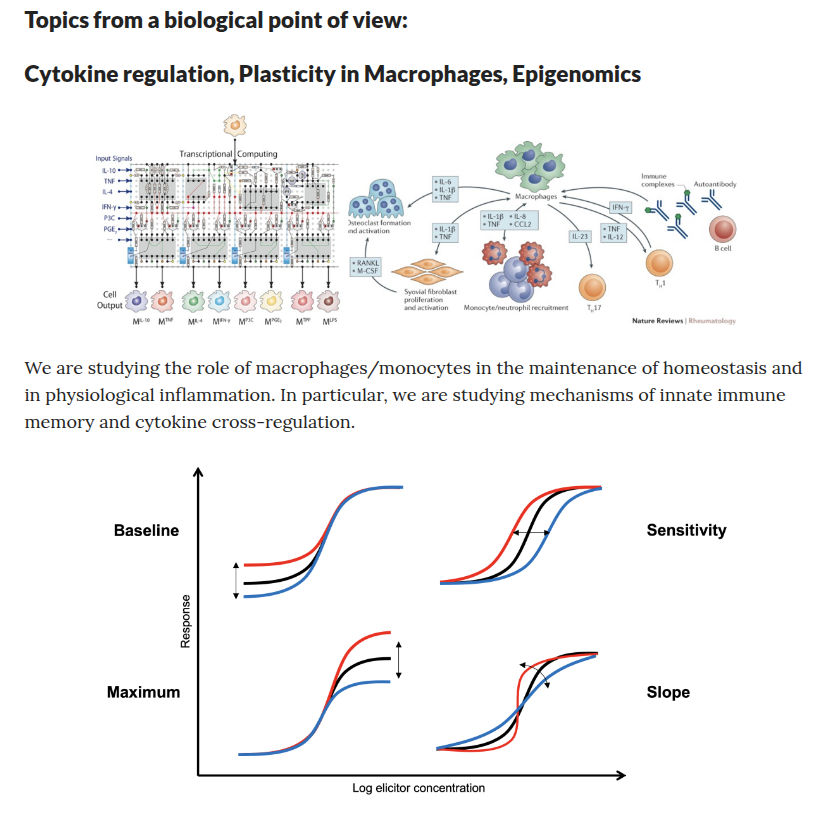 Topics from a biological point of view:
Cytokine regulation, Plasticity in Macrophages, Epigenomics
Input Signals
Transcriptional Computing
IL-10
TNF
IL-4
IFN-γ
P3C
PGE₂
Cell
Output
M IL-10
M TNF
M IL-4
M IFN-γ
M P3C
M PGE₂
M TPP
M LPS
Osteoclast formation
and activation
• IL-6
• IL-1β
• TNF
• IL-1β
• TNF
• RANKL
• M-CSF
Syovial fibroblast
proliferation
and activation
Macrophages
• IL-1β • IL-8
• TNF • CCL2
Monocyte/neutrophil recruitment
IL-23
IFN-γ
• TNF
• IL-12
Tₕ17
Tₕ1
Immune
complexes
Autoantibody
B cell
Nature Reviews | Rheumatology
We are studying the role of macrophages/monocytes in the maintenance of homeostasis and
in physiological inflammation. In particular, we are studying mechanisms of innate immune
memory and cytokine cross-regulation.
Baseline
Sensitivity
Response
Maximum
Slope
Log elicitor concentration